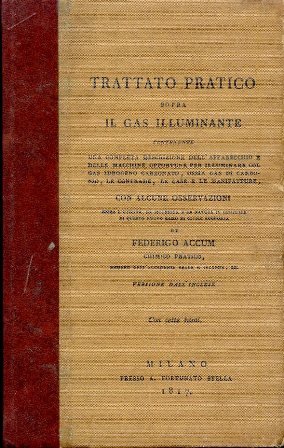 TRATTATO PRATICO
SOPRA
IL GAS ILLUMINANTE
CONTENENTE
UNA COMPLETA DESCRIZIONE DELL'APPARECCHIO E
DELLE MACCHINE OPPORTUNE PER ILLUMINARE COL
GAS IDROGENO CARBONATO, OSSIA GAS DI CARBO-
NE, LE CONTRADE, LE CASE E LE MANIFATTURE,
CON ALCUNE OSSERVAZIONI
DI
FEDERIGO ACCUM
CHIMICO PRATICO,
VERSIONE DALL'INGLESE
Con sette tavole.
MILANO
PRESSO A. FORTUNATO STELLA
1817.